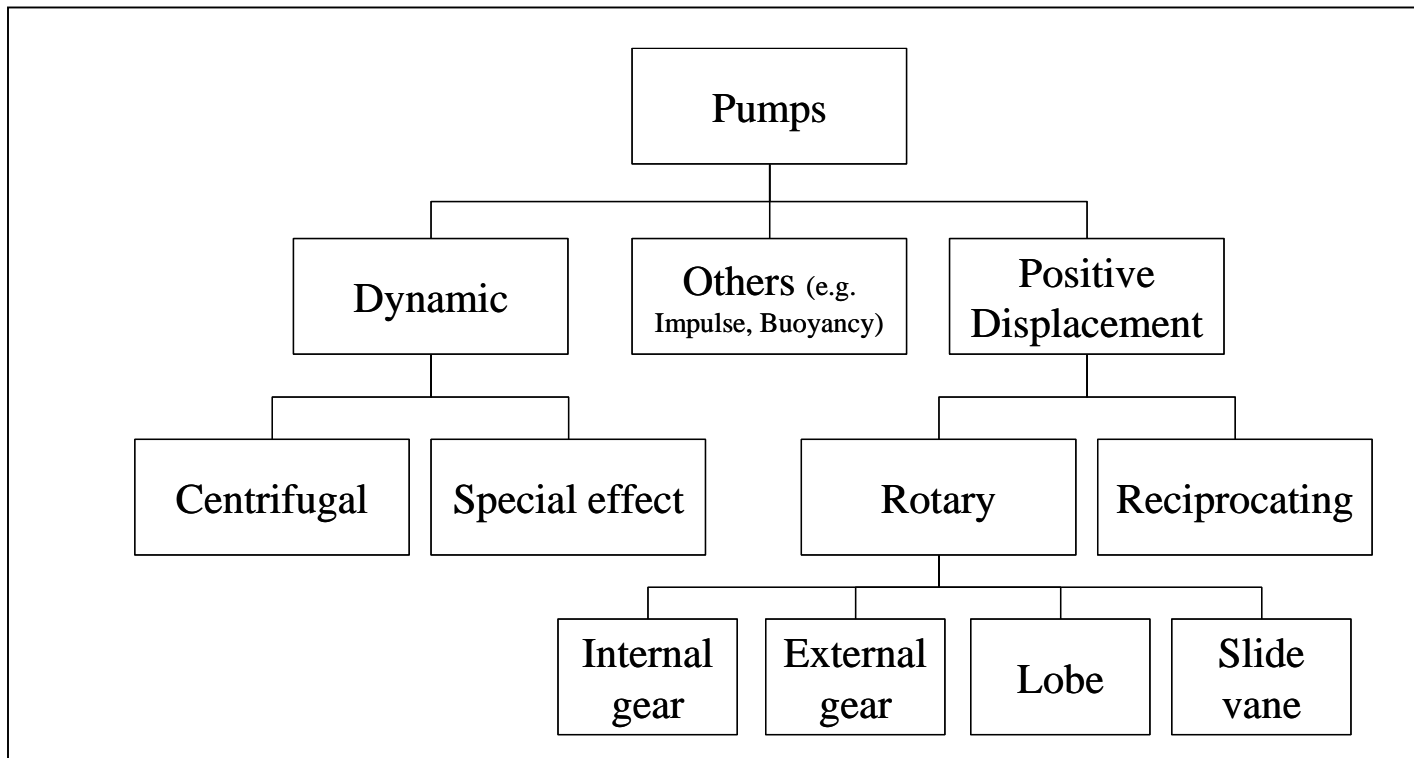 Pumps
Dynamic
Others (e.g.
Impulse, Buoyancy)
Positive
Displacement
Centrifugal
Special effect
Rotary
Reciprocating
Internal
gear
External
gear
Lobe
Slide
vane